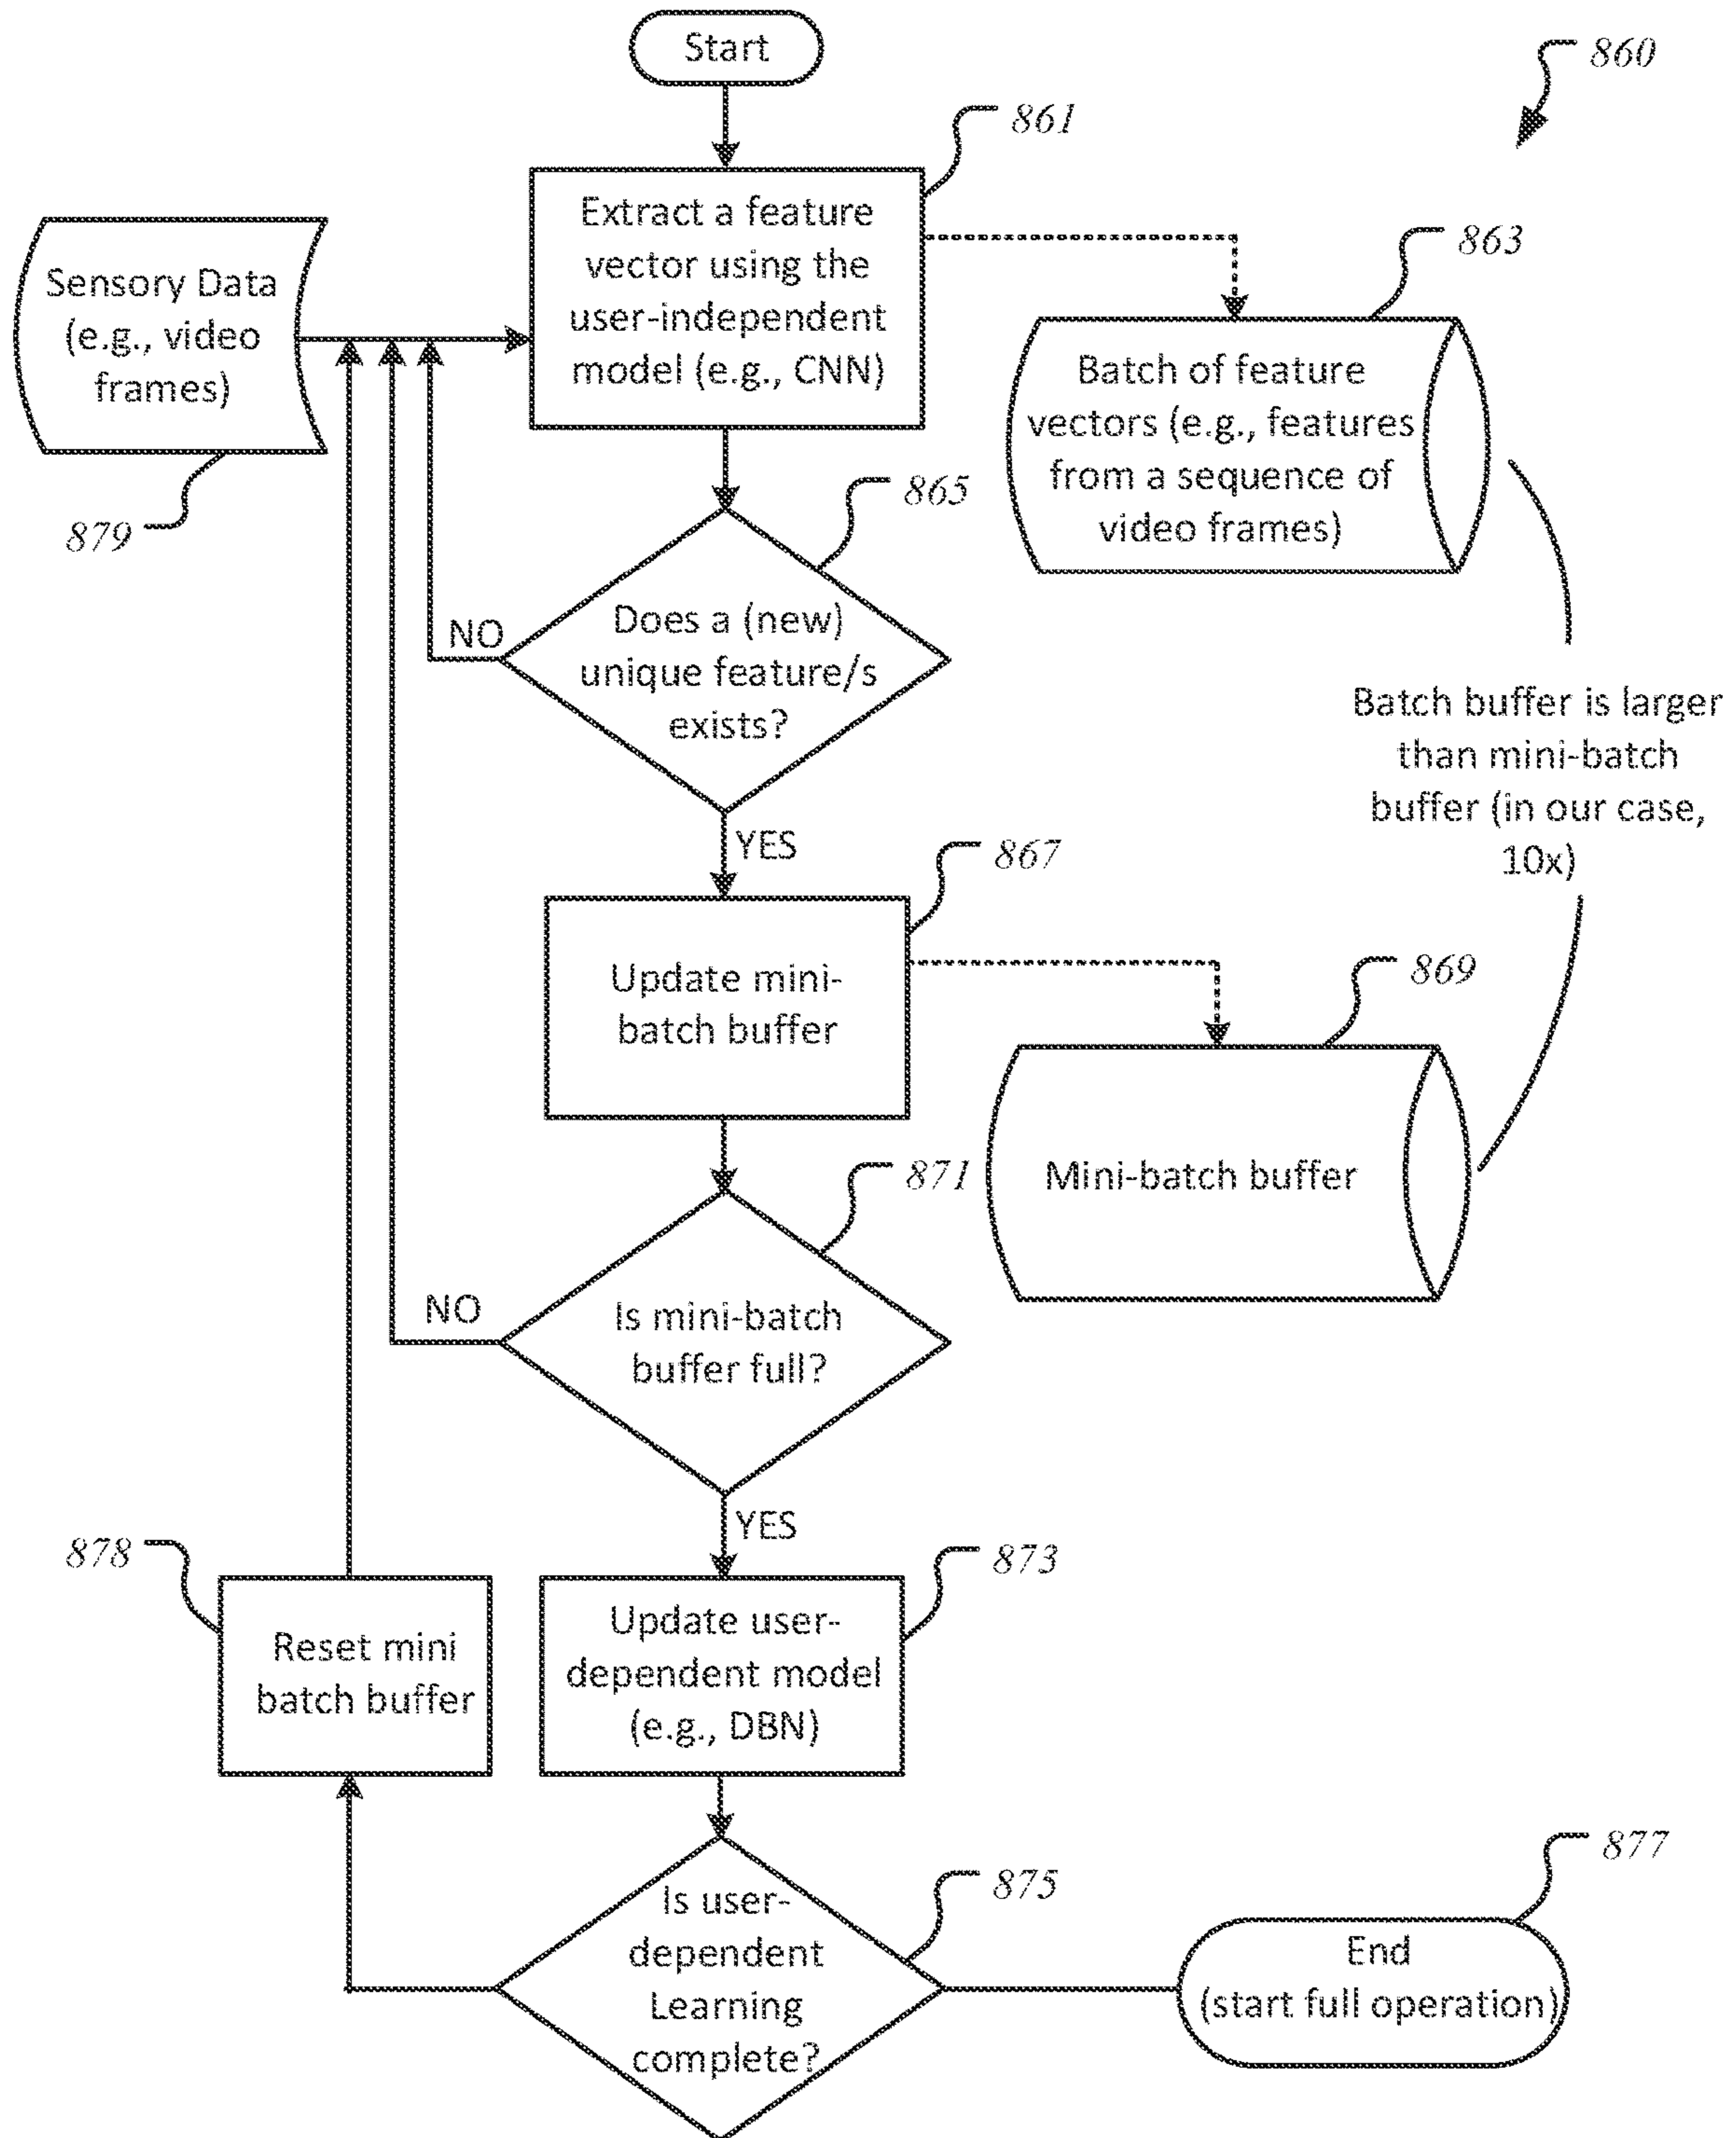 Start
860
861
Extract a feature
vector using the
user-independent
model (e.g., CNN)
863
Sensory Data
(e.g., video
frames)
879
Batch of feature
vectors (e.g., features
from a sequence of
video frames)
865
NO
Does a (new)
unique feature/s
exists?
Batch buffer is larger
than mini-batch
buffer (in our case,
10x)
YES
867
Update mini-
batch buffer
869
Mini-batch buffer
871
NO
Is mini-batch
buffer full?
YES
878
873
Reset mini
batch buffer
Update user-
dependent model
(e.g., DBN)
875
877
Is user-
dependent
Learning
complete?
End
(start full operation)